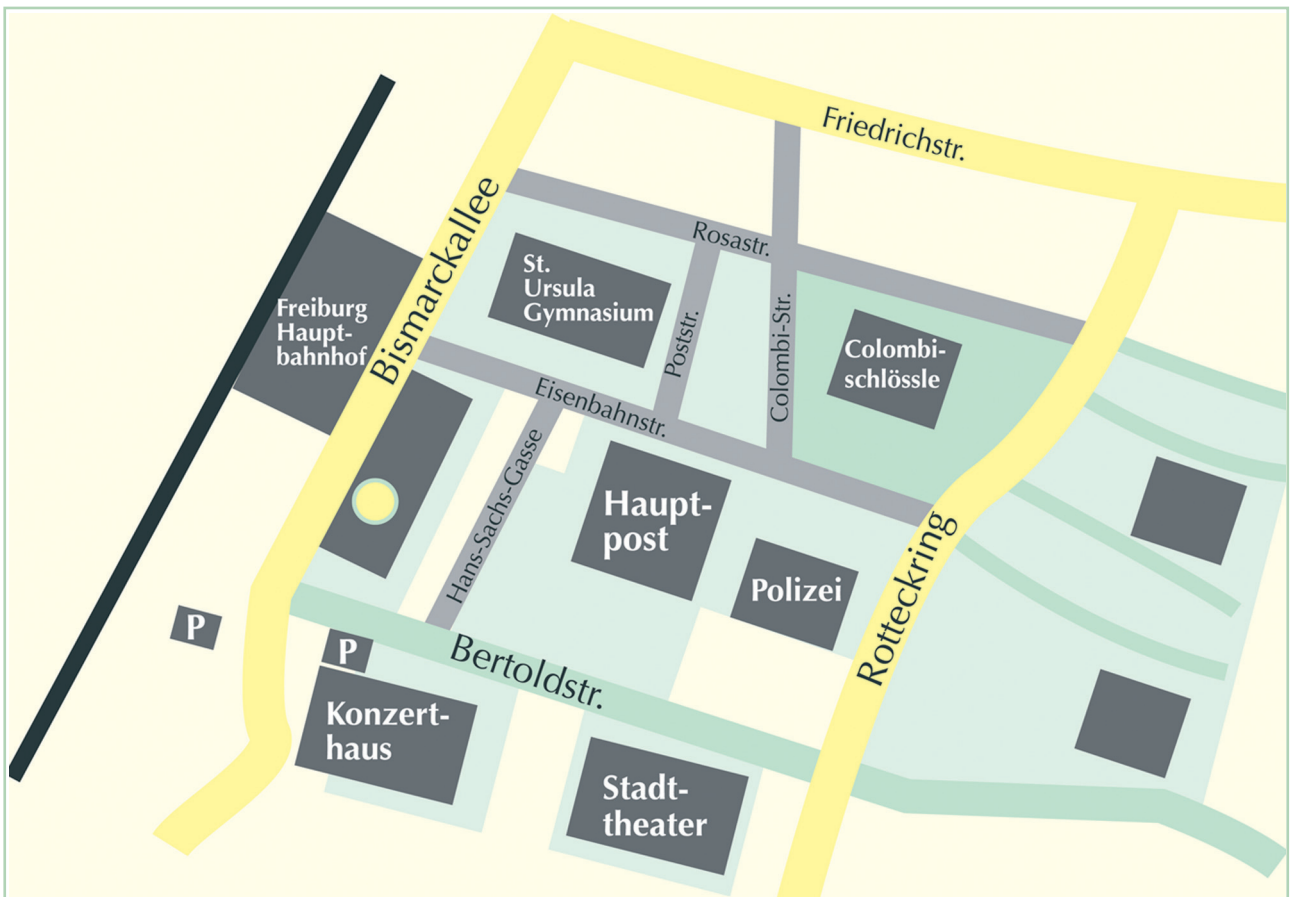 Friedrichstr.
Bismarckallee
Rosastr.
St.
Ursula
Gymnasium
Freiburg
Haupt-
bahnhof
Poststr.
Colombi-Str.
Colombi-
schlössle
Eisenbahnstr.
Hans-Sachs-Gasse
Haupt-
post
Polizei
Rotteckring
P
P
Bertoldstr.
Konzert-
haus
Stadt-
theater